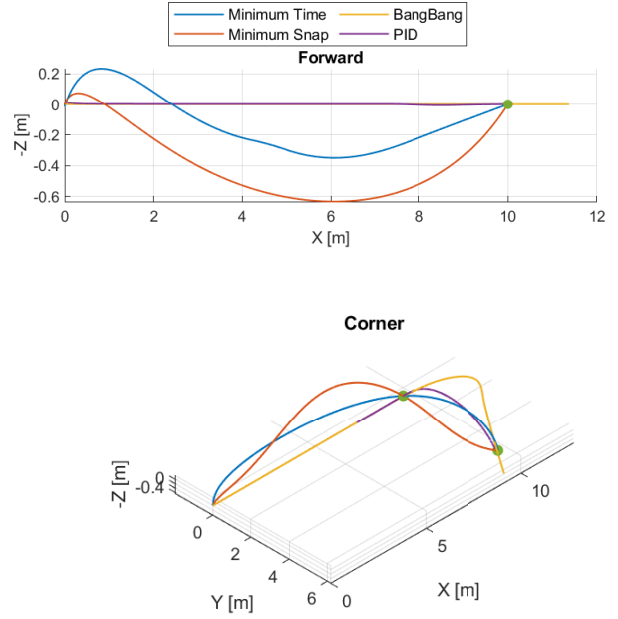 Minimum Time BangBang
Minimum Snap PID
Forward
0.2
0
-0.2
-0.4
-0.6
-Z [m]
0 2 4 6 8 10 12
X [m]
Corner
0
-0.4
-Z [m]
0
2
4
6
Y [m]
0
5
10
X [m]